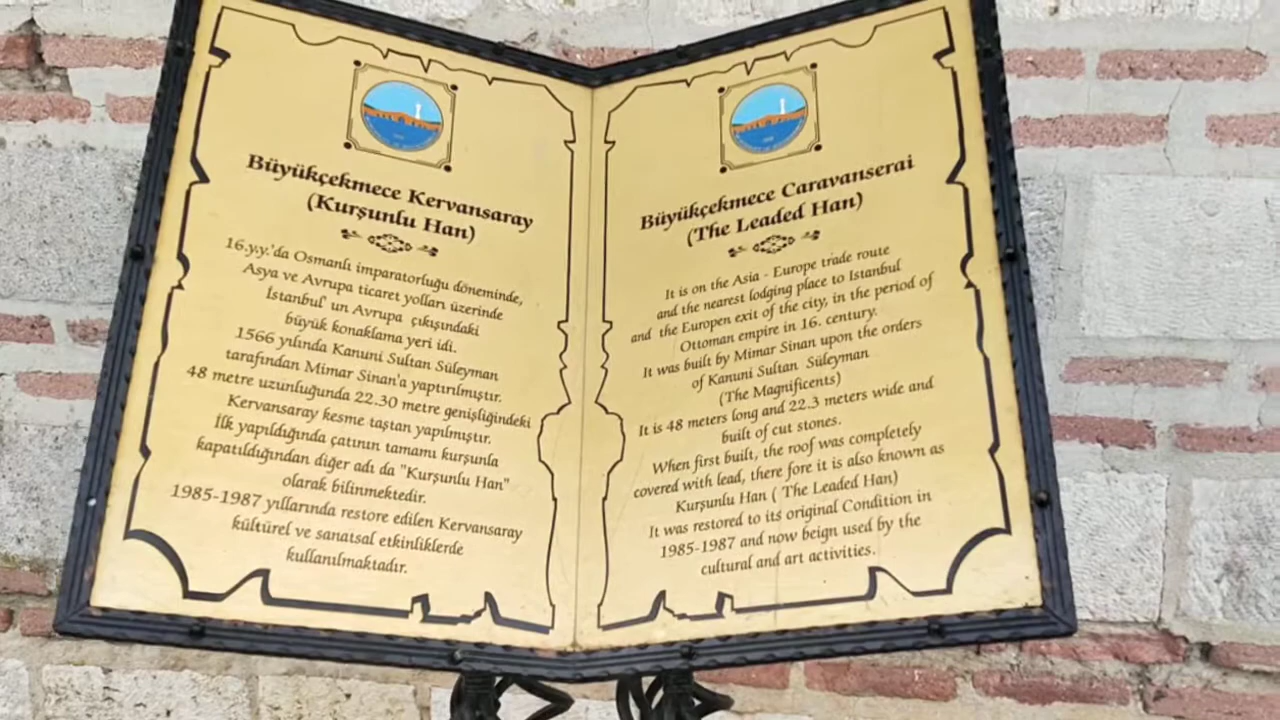 Büyükçekmece Kervansaray
(Kurşunlu Han)
16.y.y.'da Osmanlı imparatorluğu döneminde,
Asya ve Avrupa ticaret yolları üzerinde
İstanbul' un Avrupa çıkışındaki
büyük konaklama yeri idi.
1566 yılında Kanuni Sultan Süleyman
tarafından Mimar Sinan'a yaptırılmıştır.
48 metre uzunluğunda 22.30 metre genişliğindeki
Kervansaray kesme taştan yapılmıştır.
İlk yapıldığında çatının tamamı kurşunla
kapatıldığından diğer adı da "Kurşunlu Han"
olarak bilinmektedir.
1985-1987 yıllarında restore edilen Kervansaray
kültürel ve sanatsal etkinliklerde
kullanılmaktadır.
Büyükçekmece Caravanserai
(The Leaded Han)
It is on the Asia - Europe trade route
and the nearest lodging place to Istanbul
and the Europen exit of the city, in the period of
Ottoman empire in 16. century.
It was built by Mimar Sinan upon the orders
of Kanuni Sultan Süleyman
(The Magnificents)
It is 48 meters long and 22.3 meters wide and
built of cut stones.
When first built, the roof was completely
covered with lead, there fore it is also known as
Kurşunlu Han ( The Leaded Han)
It was restored to its original Condition in
1985-1987 and now beign used by the
cultural and art activities.